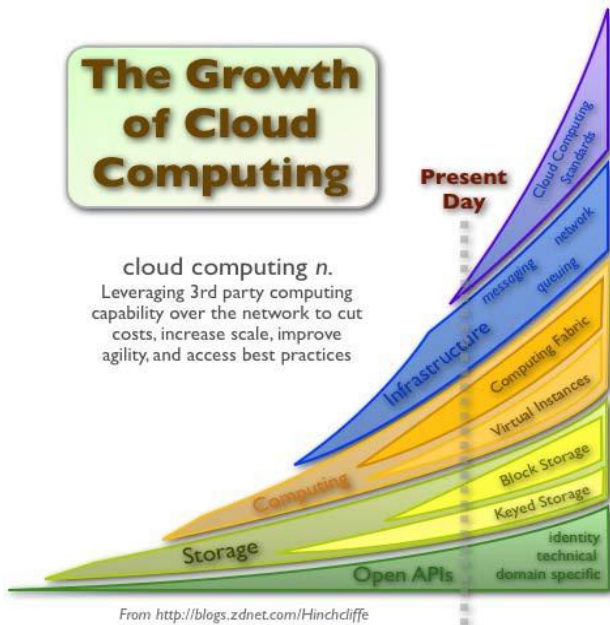 The Growth
of Cloud
Computing
Present
Day
cloud computing n.
Leveraging 3rd party computing
capability over the network to cut
costs, increase scale, improve
agility, and access best practices
Cloud Computing
Standards
Infrastructure
messaging
network
queuing
Computing
Computing Fabric
Virtual Instances
Storage
Block Storage
Keyed Storage
Open APIs
identity
technical
domain specific
From http://blogs.zdnet.com/Hinchcliffe